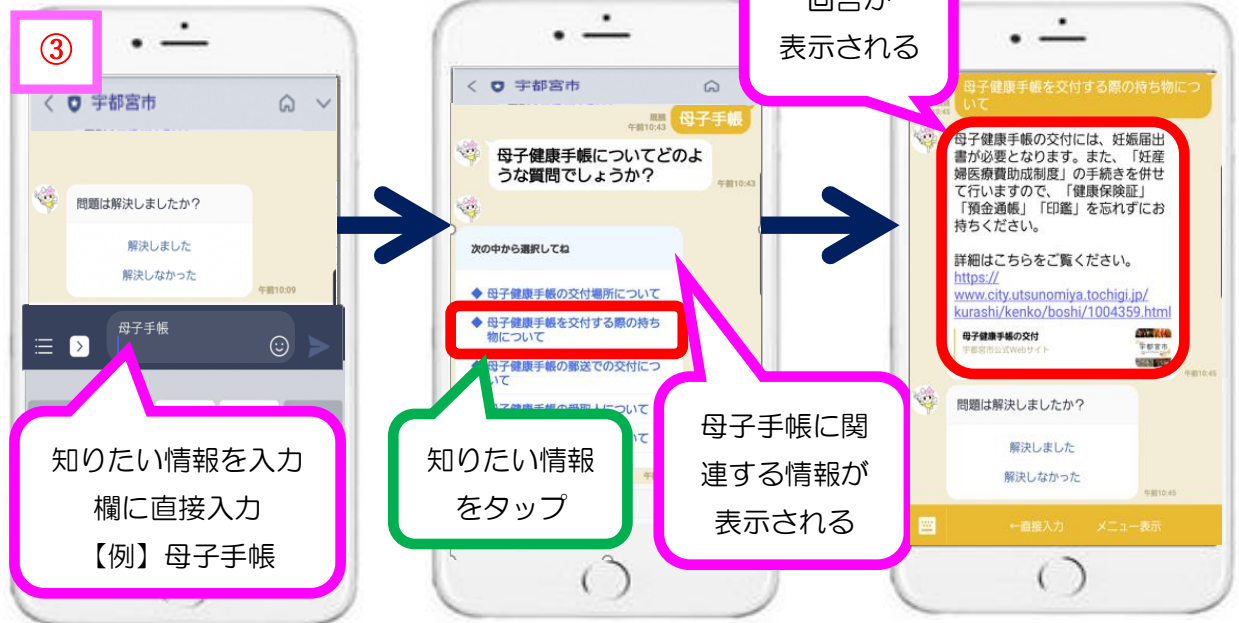 ③
宇都宮市
問題は解決しましたか？
解決しました
解決しなかった
午前10:09
母子手帳
知りたい情報を入力
欄に直接入力
【例】母子手帳
宇都宮市
既読
午前10:43
母子手帳
母子健康手帳についてどのよ
うな質問でしょうか？
午前10:43
次の中から選択してね
◆ 母子健康手帳の交付場所について
◆ 母子健康手帳を交付する際の持ち
物について
母子健康手帳の郵送での交付につ
いて
知りたい情報
をタップ
母子手帳に関
連する情報が
表示される
表示される
母子健康手帳を交付する際の持ち物につ
いて
母子健康手帳の交付には、妊娠届出
書が必要となります。また、「妊産
婦医療費助成制度」の手続きを併せ
て行いますので、「健康保険証」
「預金通帳」「印鑑」を忘れずにお
持ちください。
詳細はこちらをご覧ください。
https://
www.city.utsunomiya.tochigi.jp/
kurashi/kenko/boshi/1004359.html
母子健康手帳の交付
宇都宮市公式Webサイト
宇都宮市
午前10:45
問題は解決しましたか？
解決しました
解決しなかった
午前10:45
←直接入力 メニュー表示